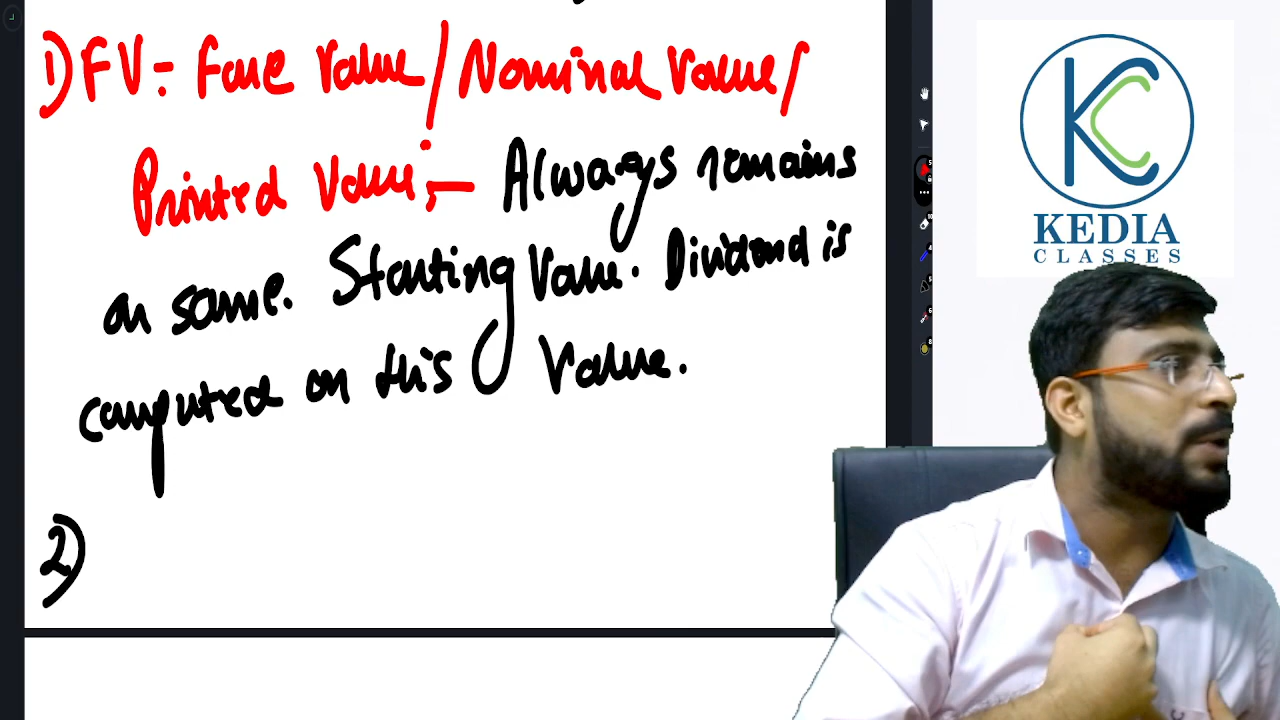 1) FV:- Face Value/Nominal Value/
Printed Value:- Always remains
as same. Starting Value. Dividend is
computed on this Value.
2)
KEDIA
CLASSES